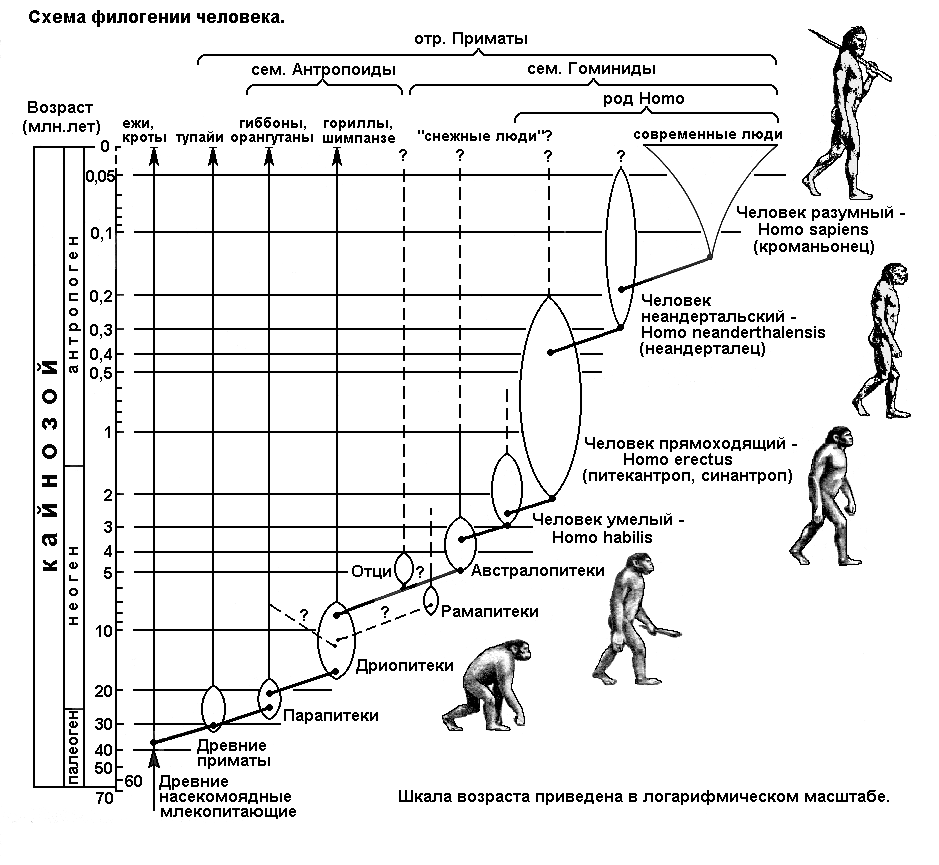 Схема филогении человека.
отр. Приматы
сем. Антропоиды
сем. Гоминиды
род Homo
Возраст
(млн.лет)
ежи,
кроты
тупайи
гиббоны,
орангутаны
гориллы,
шимпанзе
"снежные люди"?
современные люди
? ? ? ?
0
0,05
0,1
0,2
0,3
0,4
0,5
1
2
3
4
5
10
20
30
40
50
60
70
КАЙНОЗОЙ
антропоген
неоген
палеоген
Человек разумный -
Homo sapiens
(кроманьонец)
Человек
неандертальский -
Homo neanderthalensis
(неандерталец)
Человек прямоходящий -
Homo erectus
(питекантроп, синантроп)
Человек умелый -
Homo habilis
Отци
?
Австралопитеки
? ?
Рамапитеки
Дриопитеки
Парапитеки
Древние
приматы
Древние
насекомоядные
млекопитающие
Шкала возраста приведена в логарифмическом масштабе.